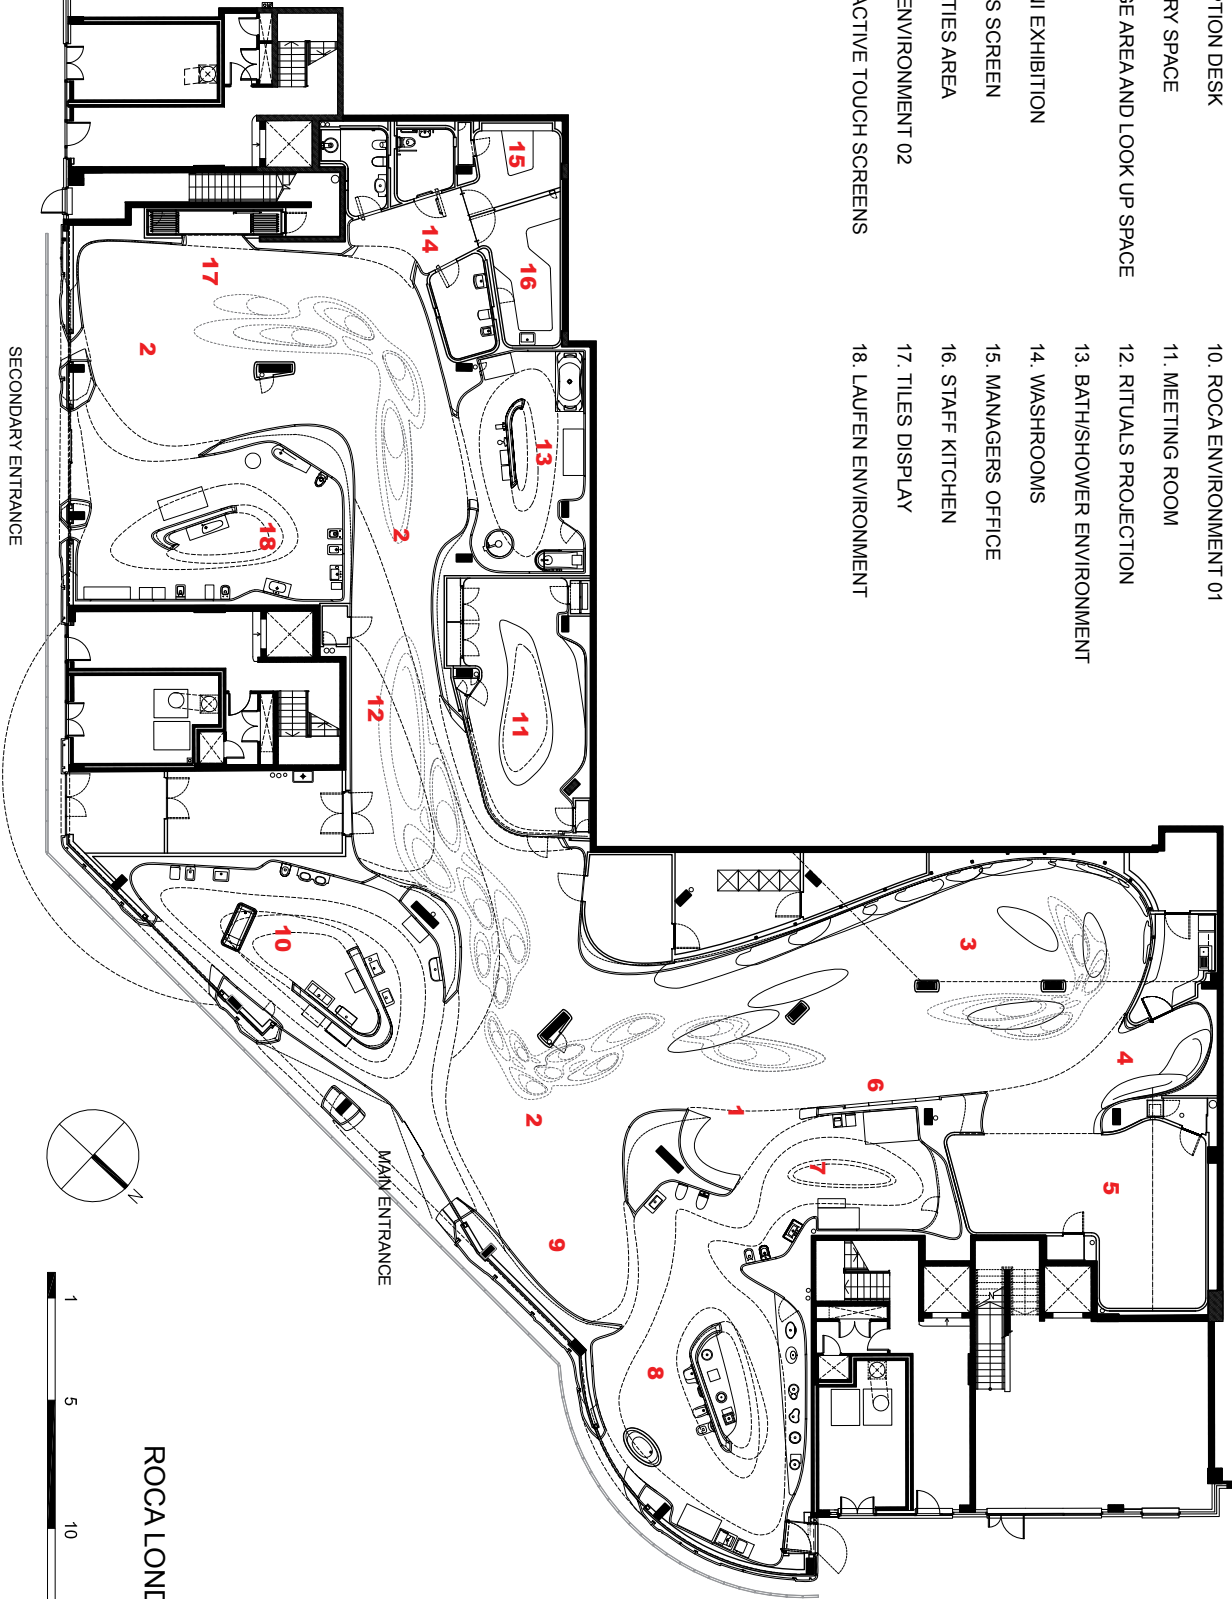 PTION DESK
RY SPACE
GE AREA AND LOOK UP SPACE
NI EXHIBITION
S SCREEN
TIES AREA
ENVIRONMENT 02
ACTIVE TOUCH SCREENS
10. ROCA ENVIRONMENT 01
11. MEETING ROOM
12. RITUALS PROJECTION
13. BATH/SHOWER ENVIRONMENT
14. WASHROOMS
15. MANAGERS OFFICE
16. STAFF KITCHEN
17. TILES DISPLAY
18. LAUFEN ENVIRONMENT
3
4
5
6
1
7
2
9
8
15
16
14
13
11
2
12
17
2
18
10
SECONDARY ENTRANCE
MAIN ENTRANCE
N
N
1
5
10
ROCA LOND